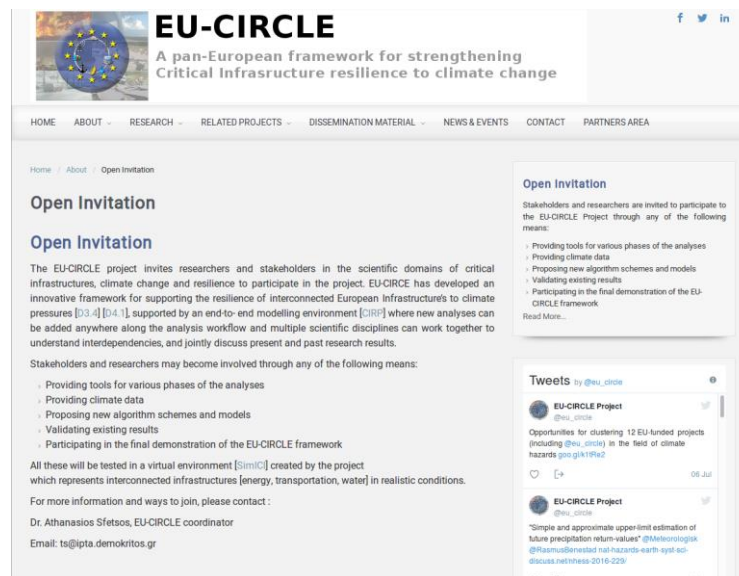 EU-CIRCLE
A pan-European framework for strengthening
Critical Infrasructure resilience to climate change
f
in
HOME ABOUT RESEARCH RELATED PROJECTS DISSEMINATION MATERIAL NEWS & EVENTS CONTACT PARTNERS AREA
Home / About / Open Invitation
Open Invitation
Open Invitation
The EU-CIRCLE project invites researchers and stakeholders in the scientific domains of critical
infrastructures, climate change and resilience to participate in the project. EU-CIRCE has developed an
innovative framework for supporting the resilience of interconnected European Infrastructure's to climate
pressures [D3.4] [D4.1], supported by an end-to- end modelling environment [CIRP] where new analyses can
be added anywhere along the analysis workflow and multiple scientific disciplines can work together to
understand interdependencies, and jointly discuss present and past research results.
Stakeholders and researchers may become involved through any of the following means:
› Providing tools for various phases of the analyses
› Providing climate data
› Proposing new algorithm schemes and models
› Validating existing results
› Participating in the final demonstration of the EU-CIRCLE framework
All these will be tested in a virtual environment [SimICI] created by the project
which represents interconnected infrastructures [energy, transportation, water] in realistic conditions.
For more information and ways to join, please contact :
Dr. Athanasios Sfetsos, EU-CIRCLE coordinator
Email: ts@ipta.demokritos.gr
Open Invitation
Stakeholders and researchers are invited to participate to
the EU-CIRCLE Project through any of the following
means:
› Providing tools for various phases of the analyses
› Providing climate data
› Proposing new algorithm schemes and models
› Validating existing results
› Participating in the final demonstration of the EU-
CIRCLE framework
Read More...
Tweets by @eu_circle
EU-CIRCLE Project
@eu_circle
Opportunities for clustering 12 EU-funded projects
(including @eu_circle) in the field of climate
hazards goo.gl/k1tRe2
06 Jul
EU-CIRCLE Project
@eu_circle
"Simple and approximate upper-limit estimation of
future precipitation return-values" @Meteorologisk
@RasmusBenestad nat-hazards-earth-syst-sci-
discuss.net/nhess-2016-229/